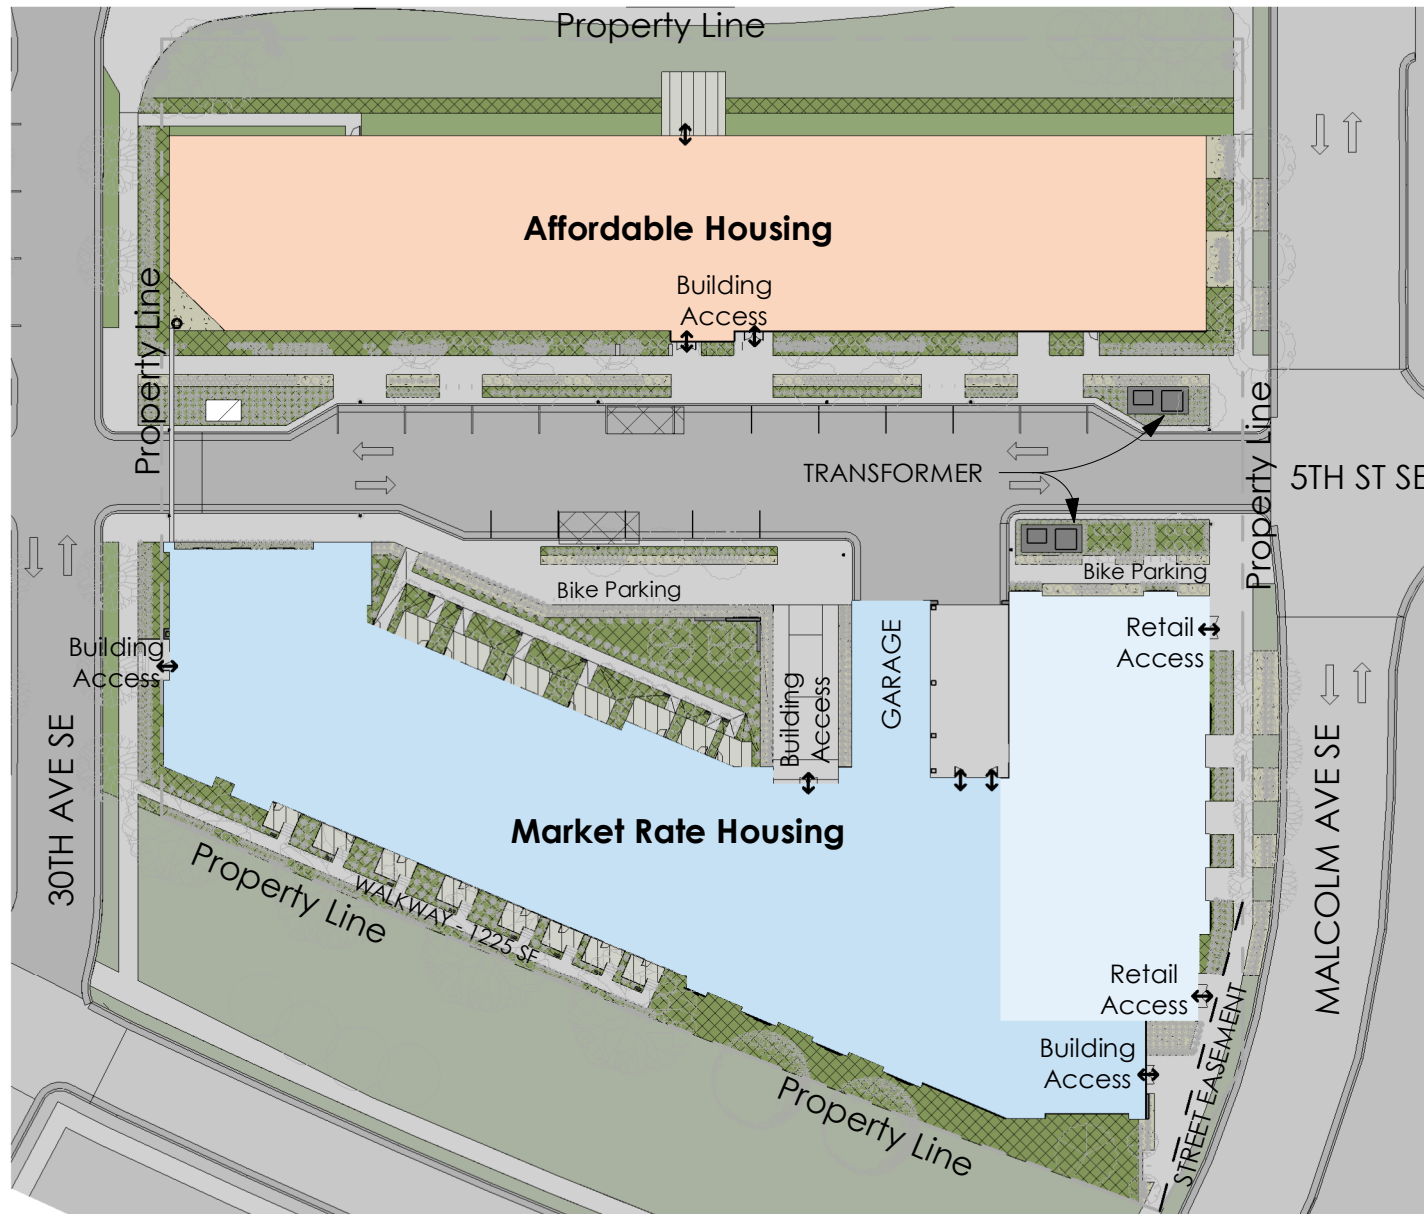 Property Line
Affordable Housing
Building
Access
Property Line
Property Line
TRANSFORMER
5TH ST SE
Bike Parking
Bike Parking
Building
Access
Building
Access
GARAGE
Retail
Access
30TH AVE SE
Market Rate Housing
MALCOLM AVE SE
Property Line
WALKWAY - 1225 SF
Retail
Access
Building
Access
STREET EASEMENT
Property Line